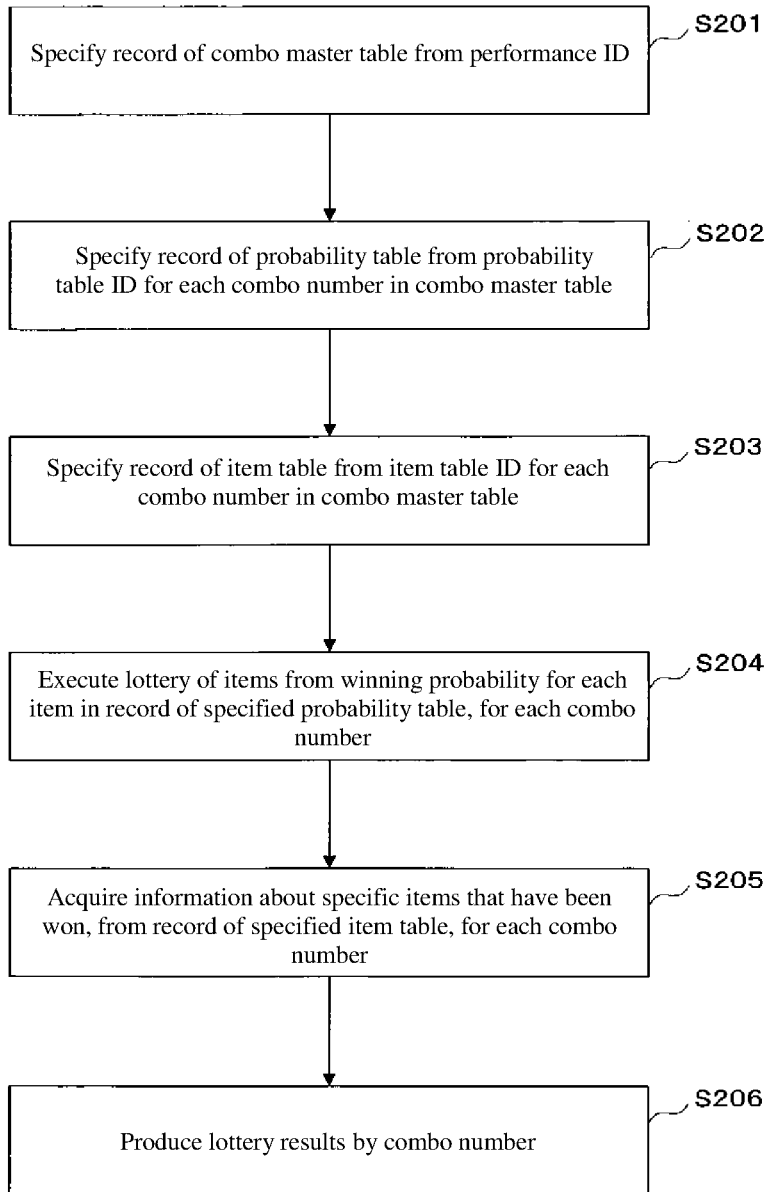 S201
Specify record of combo master table from performance ID
S202
Specify record of probability table from probability
table ID for each combo number in combo master table
S203
Specify record of item table from item table ID for each
combo number in combo master table
S204
Execute lottery of items from winning probability for each
item in record of specified probability table, for each combo
number
S205
Acquire information about specific items that have been
won, from record of specified item table, for each combo
number
S206
Produce lottery results by combo number